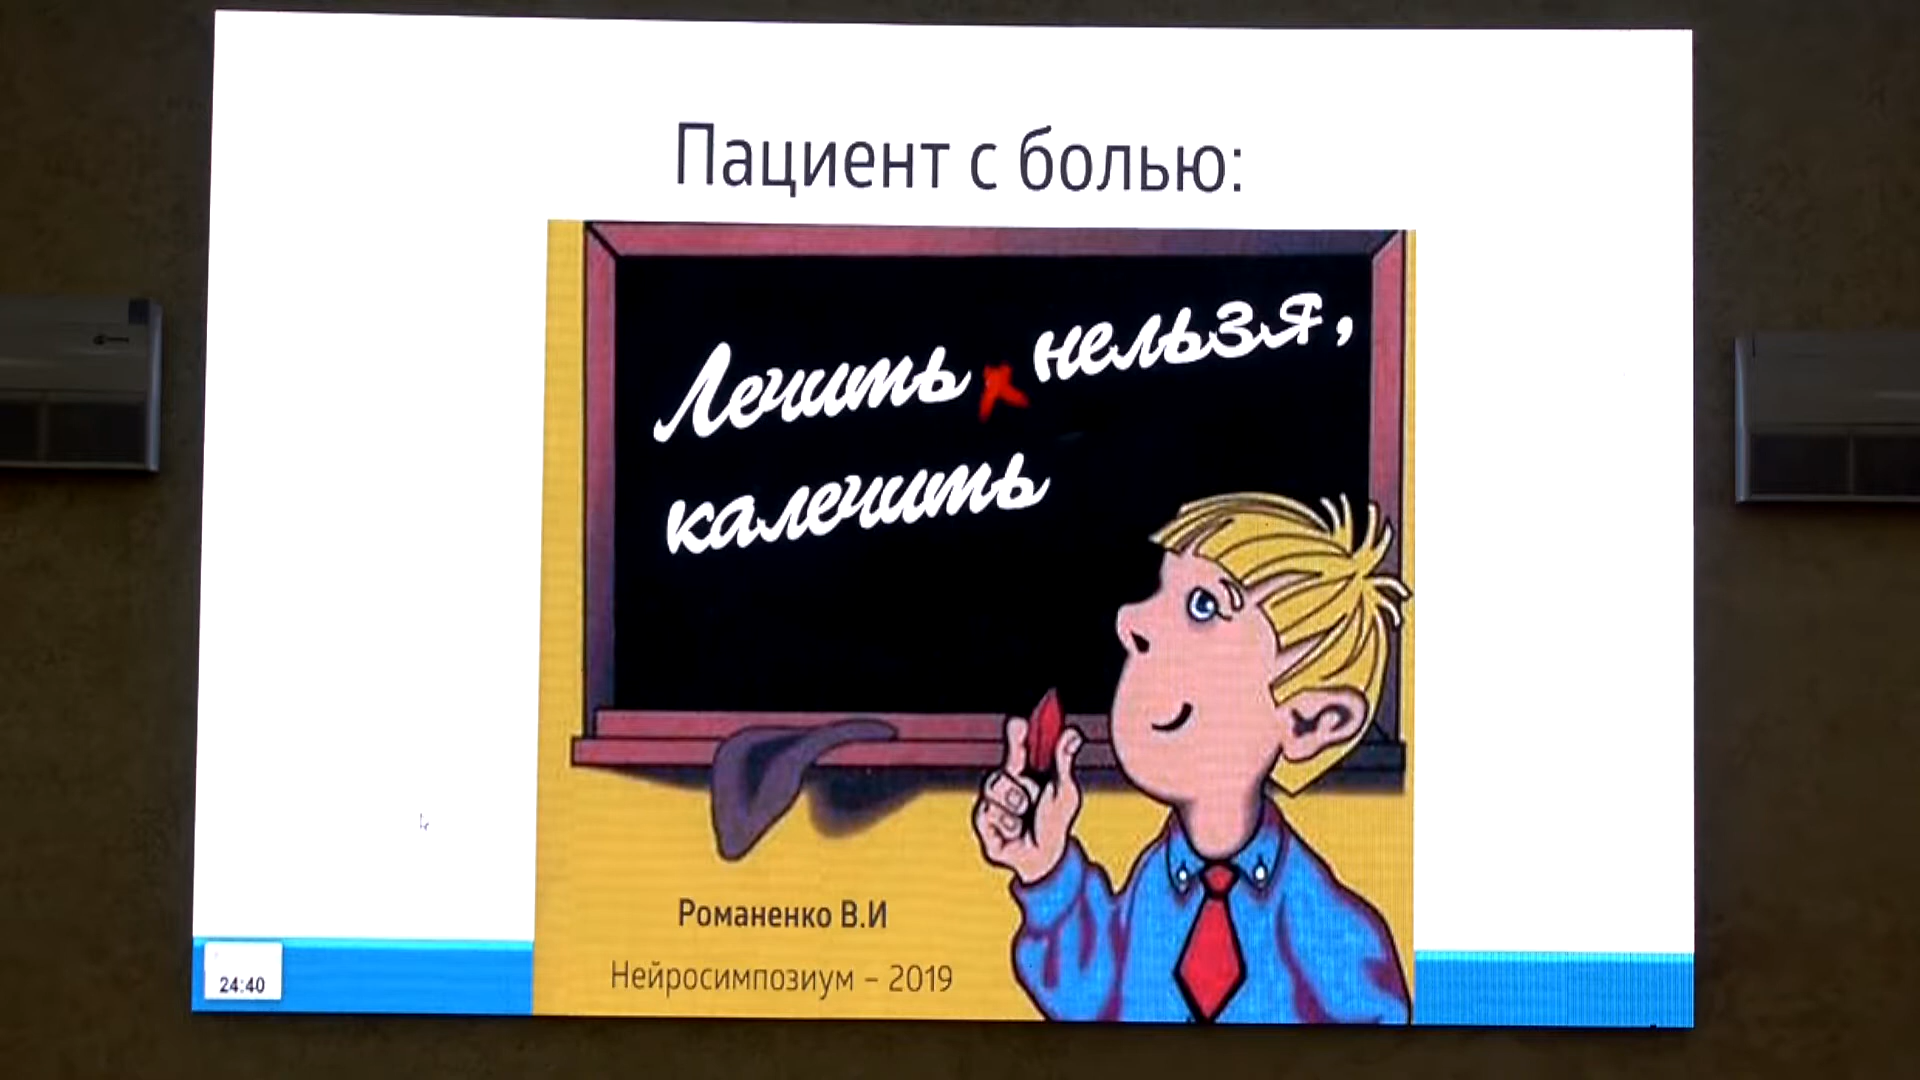 Пациент с болью:
Лечить нельзя,
калечить
Романенко В.И
Нейросимпозиум – 2019
24:40